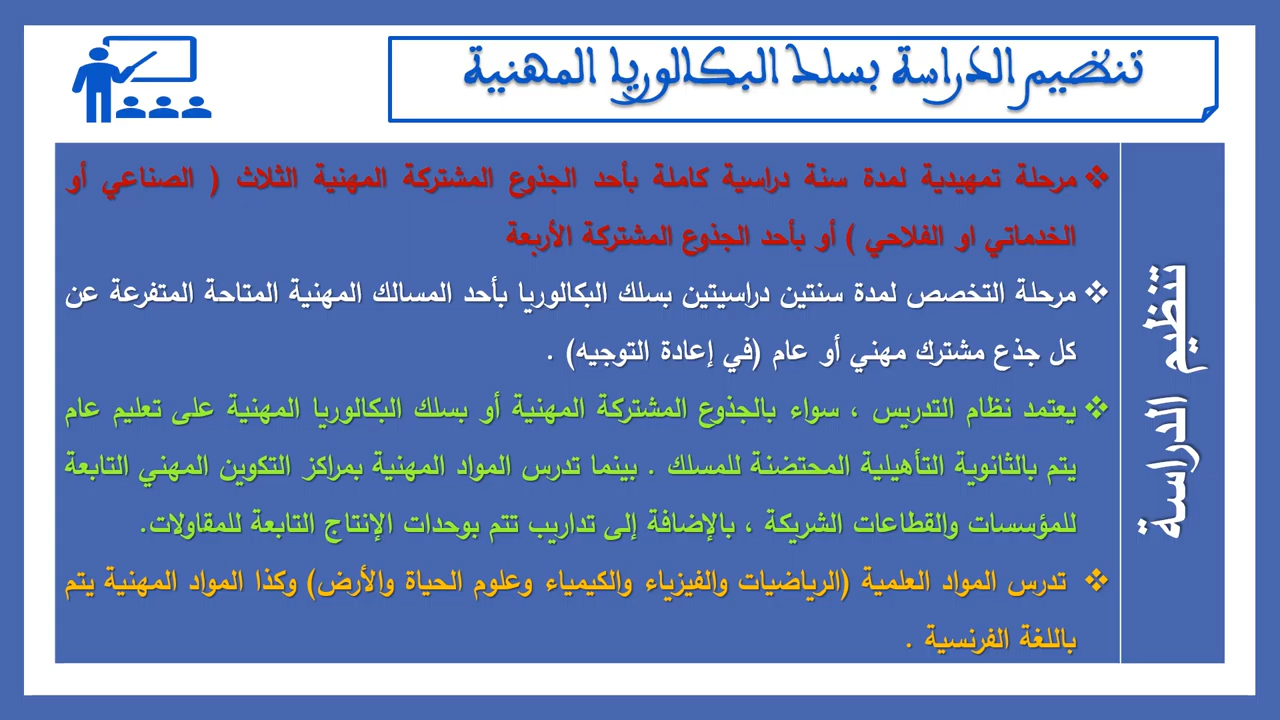 تنظيم الدراسة بسلك البكالوريا المهنية
تنظيم الدراسة
❖ مرحلة تمهيدية لمدة سنة دراسية كاملة بأحد الجذوع المشتركة المهنية الثلاث ( الصناعي أو
الخدماتي او الفلاحي ) أو بأحد الجذوع المشتركة الأربعة
❖ مرحلة التخصص لمدة سنتين دراسيتين بسلك البكالوريا بأحد المسالك المهنية المتاحة المتفرعة عن
كل جذع مشترك مهني أو عام (في إعادة التوجيه) .
❖ يعتمد نظام التدريس ، سواء بالجذوع المشتركة المهنية أو بسلك البكالوريا المهنية على تعليم عام
يتم بالثانوية التأهيلية المحتضنة للمسلك . بينما تدرس المواد المهنية بمراكز التكوين المهني التابعة
للمؤسسات والقطاعات الشريكة ، بالإضافة إلى تداريب تتم بوحدات الإنتاج التابعة للمقاولات.
❖ تدرس المواد العلمية (الرياضيات والفيزياء والكيمياء وعلوم الحياة والأرض) وكذا المواد المهنية يتم
باللغة الفرنسية .